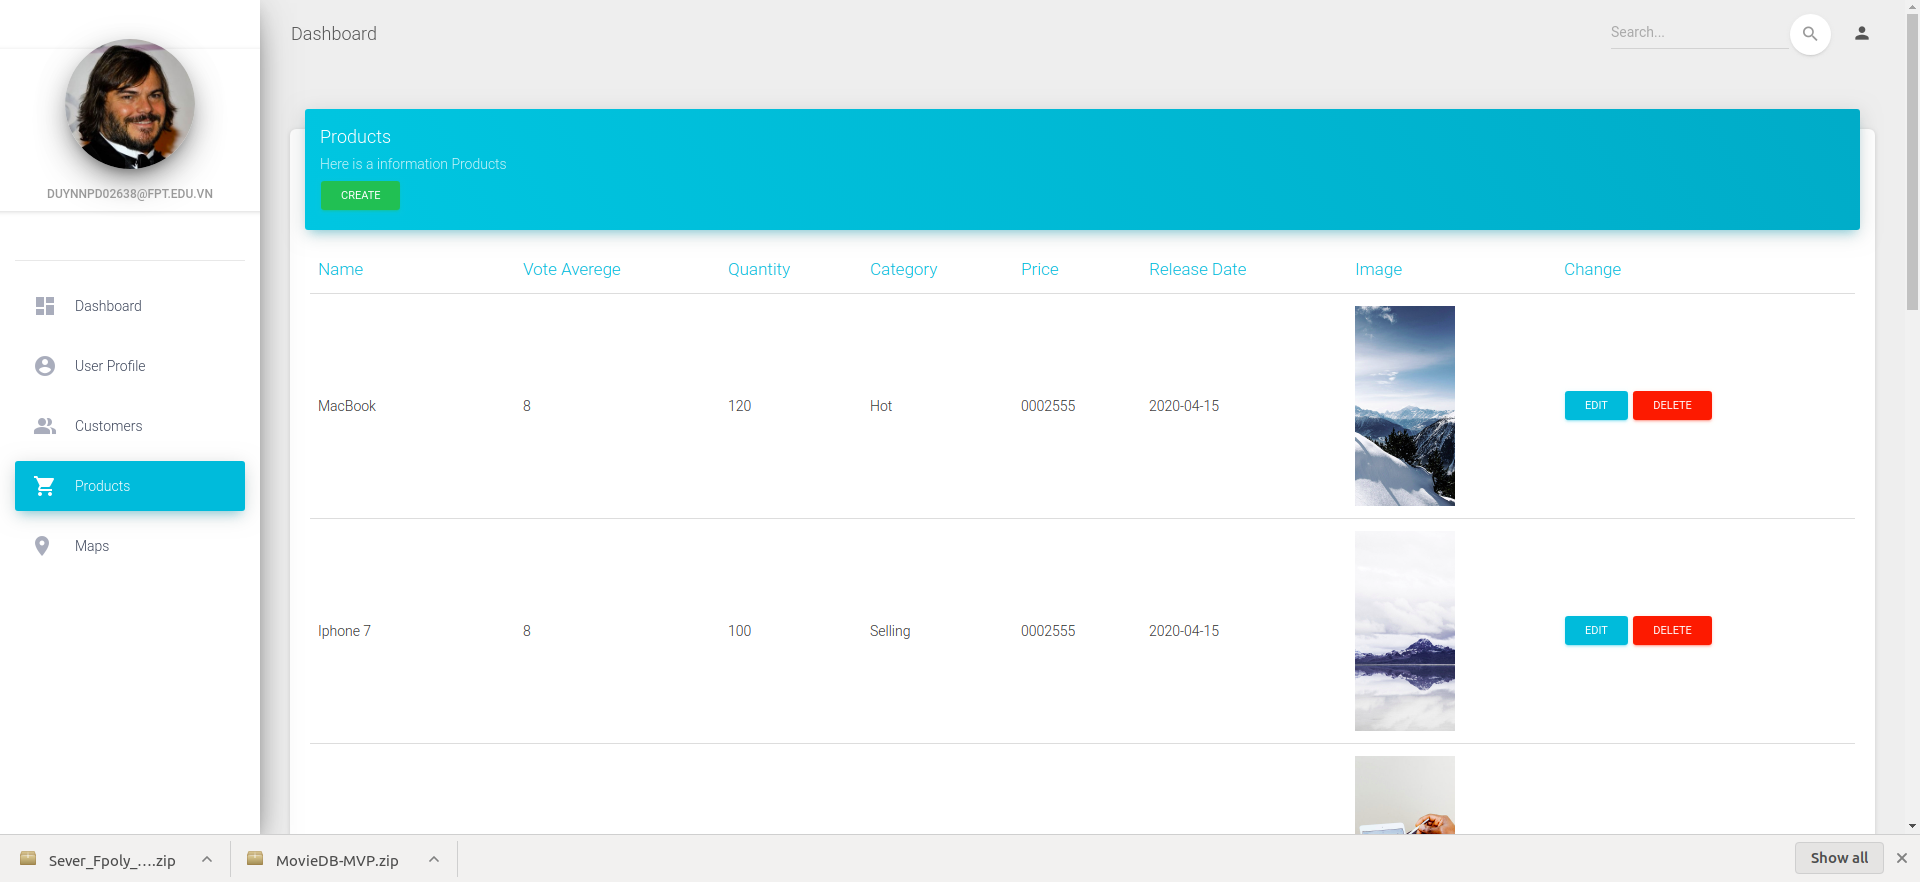 DUYNNPD02638@FPT.EDU.VN
Dashboard
User Profile
Customers
Products
Maps
Dashboard
Search...
Products
Here is a information Products
CREATE
Name Vote Averege Quantity Category Price Release Date Image Change
MacBook 8 120 Hot 0002555 2020-04-15 EDIT DELETE
Iphone 7 8 100 Selling 0002555 2020-04-15 EDIT DELETE
Sever_Fpoly_....zip MovieDB-MVP.zip Show all